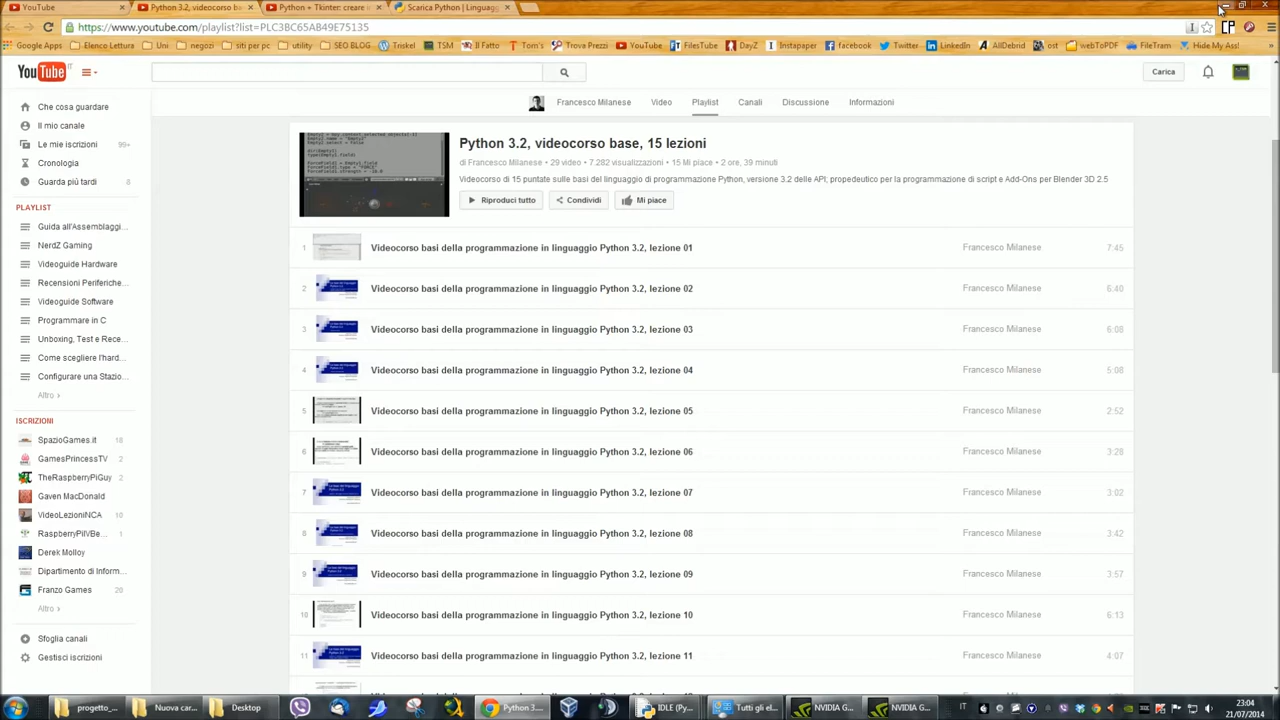 YouTube
Python 3.2, videocorso ba
Python + Tkinter: creare i
Scarica Python | Linguagg
https://www.youtube.com/playlist?list=PLC3BC65AB49E75135
Google Apps
Elenco Lettura
Uni
negozi
siti per pc
utility
SEO BLOG
Triskel
TSM
Il Fatto
Tom's
Trova Prezzi
YouTube
FilesTube
DayZ
Instapaper
facebook
Twitter
LinkedIn
AllDebrid
ost
webToPDF
FileTram
Hide My Ass!
YouTube IT
Carica
Che cosa guardare
Il mio canale
Le mie iscrizioni 99+
Cronologia
Guarda più tardi 8
PLAYLIST
Guida all'Assemblaggi...
NerdZ Gaming
Videoguide Hardware
Recensioni Periferiche...
Videoguide Software
Programmare in C
Unboxing, Test e Rece...
Come scegliere l'hard...
Configurare una Stazio...
Altro ›
ISCRIZIONI
SpazioGames.it 18
GamesPrincessTV 2
TheRaspberryPiGuy 2
Gaven MacDonald
VideoLezioniNCA 10
RaspberryPiIVBe... 1
Derek Molloy
Dipartimento di Inform...
Franzo Games 20
Altro ›
Sfoglia canali
Gestisci iscrizioni
Francesco Milanese
Video
Playlist
Canali
Discussione
Informazioni
Python 3.2, videocorso base, 15 lezioni
di Francesco Milanese • 29 video • 7.282 visualizzazioni • 15 Mi piace • 2 ore, 39 minuti
Videocorso di 15 puntate sulle basi del linguaggio di programmazione Python, versione 3.2 delle API; propedeutico per la programmazione di script e Add-Ons per Blender 3D 2.5
Riproduci tutto
Condividi
Mi piace
1 Videocorso basi della programmazione in linguaggio Python 3.2, lezione 01 Francesco Milanese 7:45
2 Videocorso basi della programmazione in linguaggio Python 3.2, lezione 02 Francesco Milanese 6:40
3 Videocorso basi della programmazione in linguaggio Python 3.2, lezione 03 Francesco Milanese 6:08
4 Videocorso basi della programmazione in linguaggio Python 3.2, lezione 04 Francesco Milanese 5:08
5 Videocorso basi della programmazione in linguaggio Python 3.2, lezione 05 Francesco Milanese 2:52
6 Videocorso basi della programmazione in linguaggio Python 3.2, lezione 06 Francesco Milanese 3:28
7 Videocorso basi della programmazione in linguaggio Python 3.2, lezione 07 Francesco Milanese 3:02
8 Videocorso basi della programmazione in linguaggio Python 3.2, lezione 08 Francesco Milanese 3:42
9 Videocorso basi della programmazione in linguaggio Python 3.2, lezione 09 Francesco Milanese 3:57
10 Videocorso basi della programmazione in linguaggio Python 3.2, lezione 10 Francesco Milanese 6:13
11 Videocorso basi della programmazione in linguaggio Python 3.2, lezione 11 Francesco Milanese 4:07
progetto_...
Nuova car...
Desktop
Python 3....
IDLE (Py...
Tutti gli el...
NVIDIA G...
NVIDIA G...
IT
23:04
21/07/2014